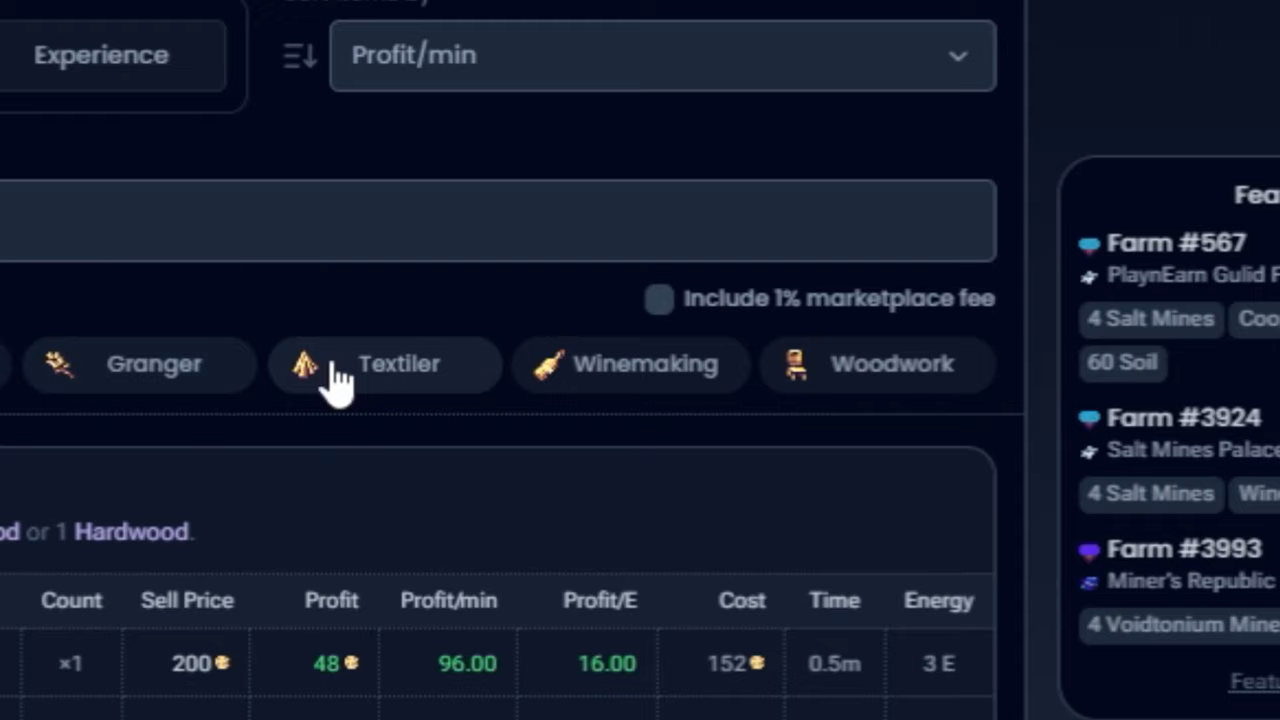 Experience
Profit/min
Include 1% marketplace fee
Granger
Textiler
Winemaking
Woodwork
or 1 Hardwood.
Count Sell Price Profit Profit/min Profit/E Cost Time Energy
×1 200 48 96.00 16.00 152 0.5m 3 E
Farm #567
PlaynEarn Gulid
4 Salt Mines
60 Soil
Farm #3924
Salt Mines Palace
4 Salt Mines
Farm #3993
Miner's Republic
4 Voidtonium